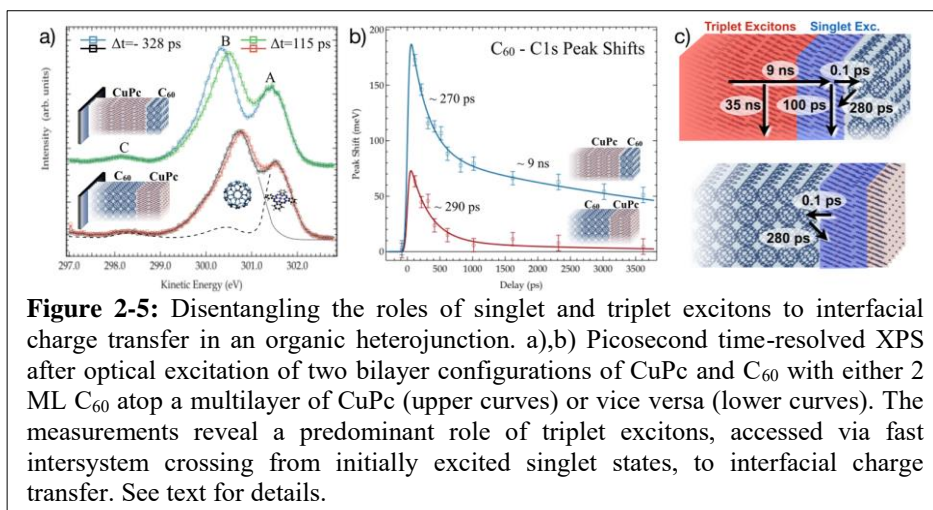 a)
Δt=- 328 ps
Δt=115 ps
B
A
C
CuPc
C60
C60
CuPc
Intensity (arb. units)
297.0
298.0
299.0
300.0
301.0
302.0
Kinetic Energy (eV)
b)
C60 - C1s Peak Shifts
~ 270 ps
~ 9 ns
~290 ps
CuPc
C60
C60
CuPc
Peak Shift (meV)
200
150
100
50
0
0
500
1000
1500
2000
2500
3000
3500
Delay (ps)
c)
Triplet Excitons
Singlet Exc.
9 ns
0.1 ps
35 ns
100 ps
280 ps
0.1 ps
280 ps
Figure 2-5: Disentangling the roles of singlet and triplet excitons to interfacial
charge transfer in an organic heterojunction. a),b) Picosecond time-resolved XPS
after optical excitation of two bilayer configurations of CuPc and C60 with either 2
ML C60 atop a multilayer of CuPc (upper curves) or vice versa (lower curves). The
measurements reveal a predominant role of triplet excitons, accessed via fast
intersystem crossing from initially excited singlet states, to interfacial charge
transfer. See text for details.